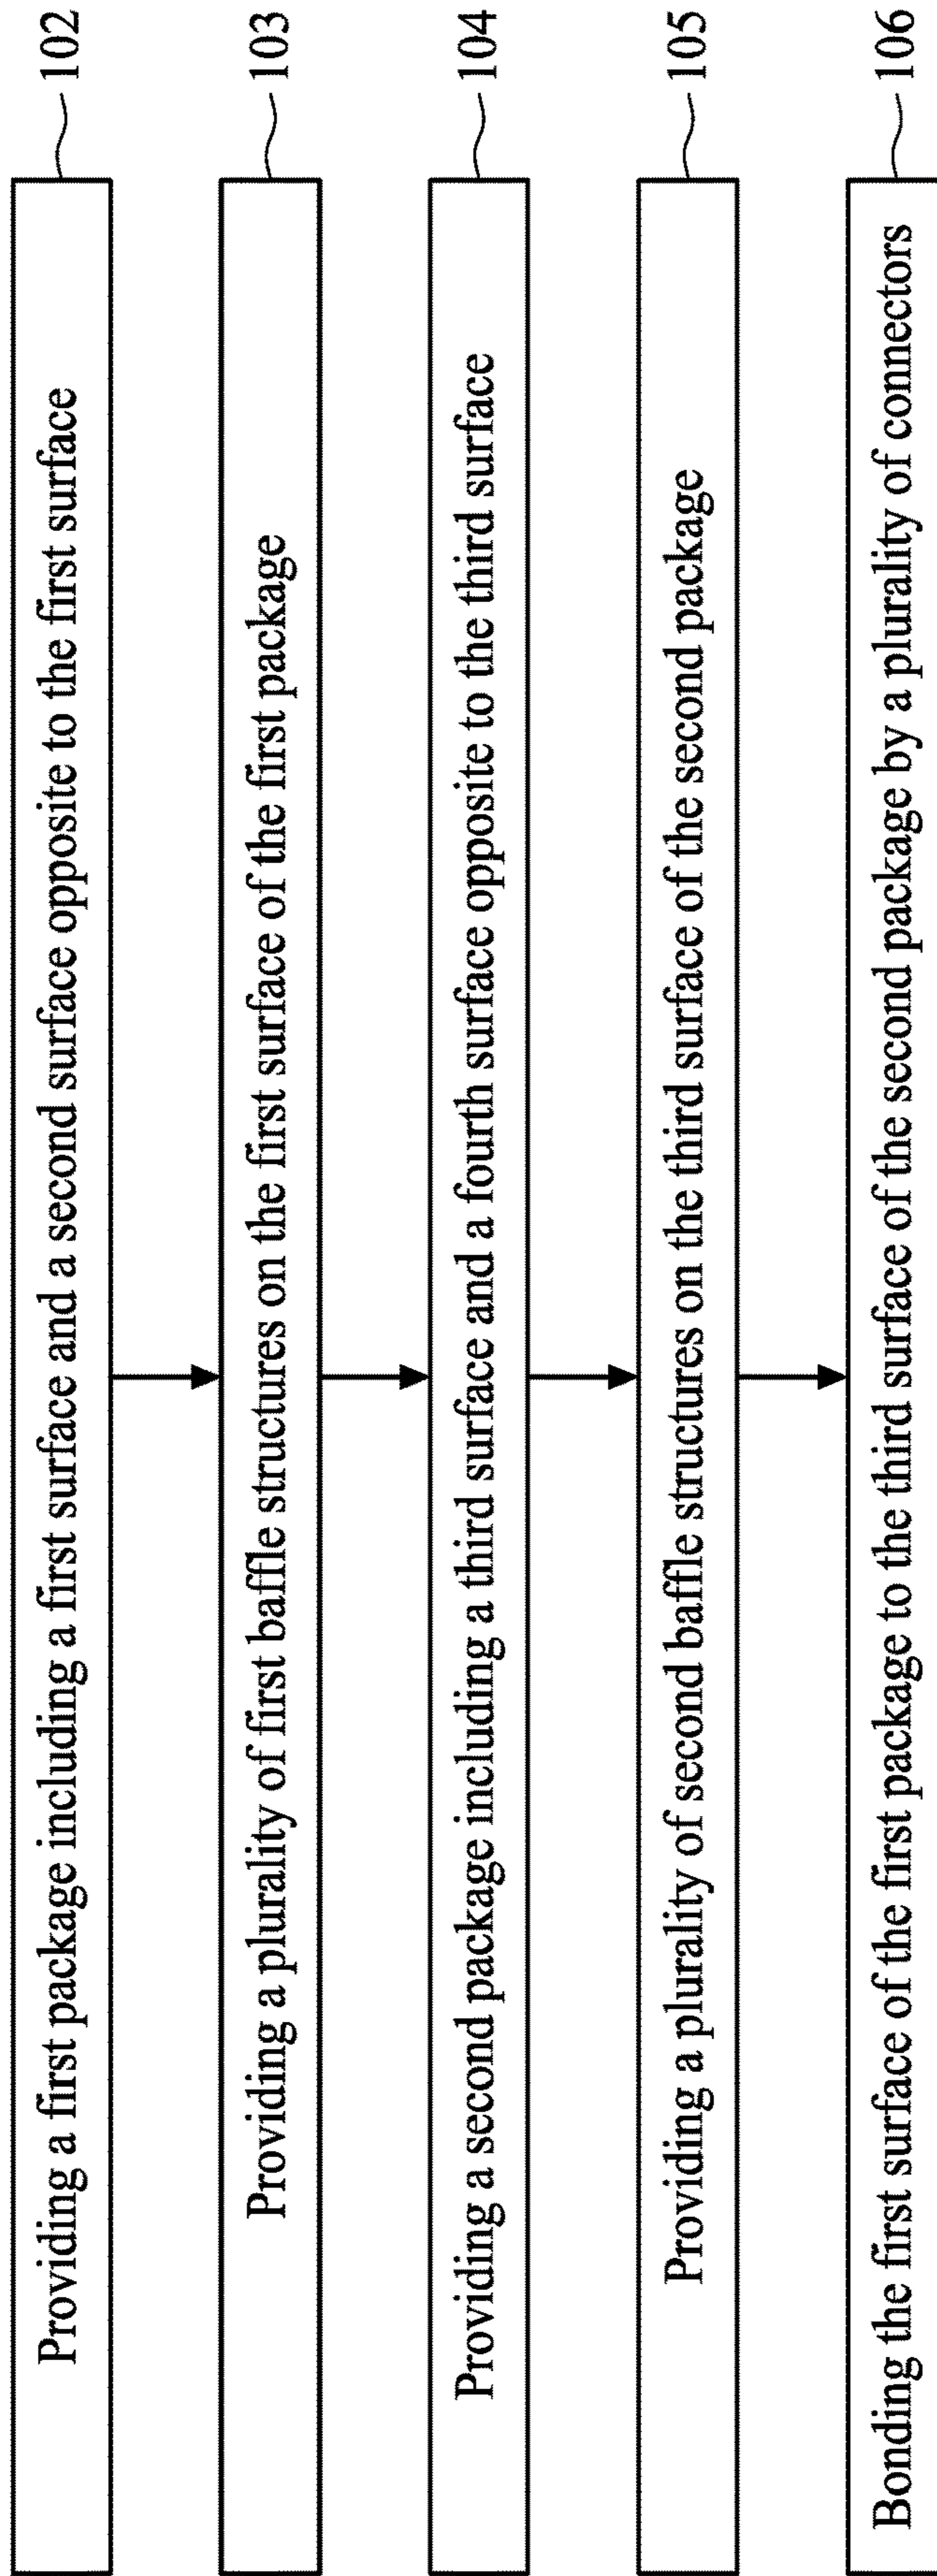 Providing a first package including a first surface and a second surface opposite to the first surface 102
Providing a plurality of first baffle structures on the first surface of the first package 103
Providing a second package including a third surface and a fourth surface opposite to the third surface 104
Providing a plurality of second baffle structures on the third surface of the second package 105
Bonding the first surface of the first package to the third surface of the second package by a plurality of connectors 106